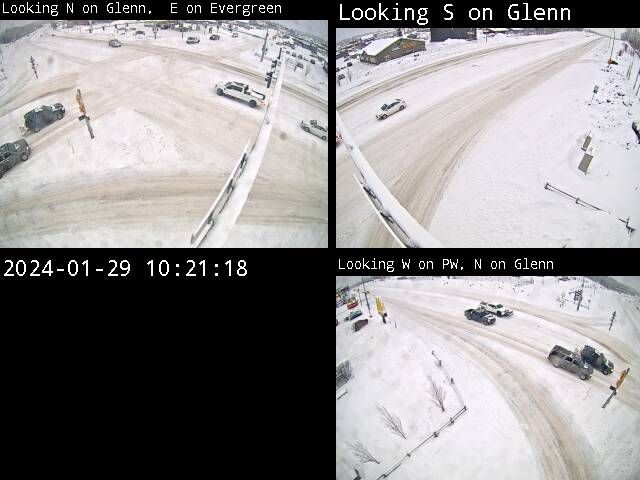 Looking N on Glenn,  E on Evergreen
Looking S on Glenn
2024-01-29 10:21:18
Looking W on PW, N on Glenn